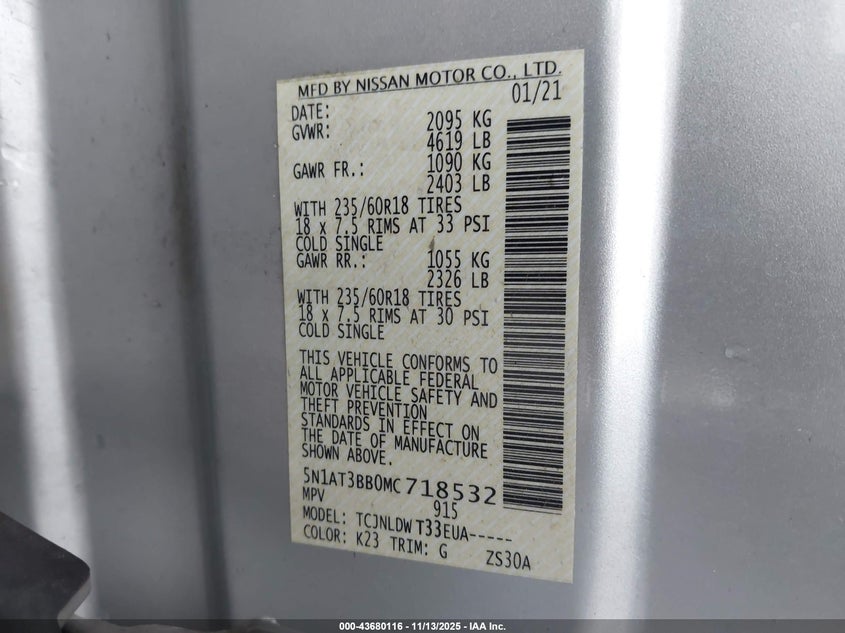 MFD BY NISSAN MOTOR CO., LTD.
DATE: 01/21
GVWR: 2095 KG
4619 LB
GAWR FR.: 1090 KG
2403 LB
WITH 235/60R18 TIRES
18 x 7.5 RIMS AT 33 PSI
COLD SINGLE
GAWR RR.: 1055 KG
2326 LB
WITH 235/60R18 TIRES
18 x 7.5 RIMS AT 30 PSI
COLD SINGLE
THIS VEHICLE CONFORMS TO
ALL APPLICABLE FEDERAL
MOTOR VEHICLE SAFETY AND
THEFT PREVENTION
STANDARDS IN EFFECT ON
THE DATE OF MANUFACTURE
SHOWN ABOVE.
5N1AT3BB0MC718532
MPV 915
MODEL: TCJNLDW T33EUA-----
COLOR: K23 TRIM: G ZS30A
000-43680116 - 11/13/2025 - IAA Inc.